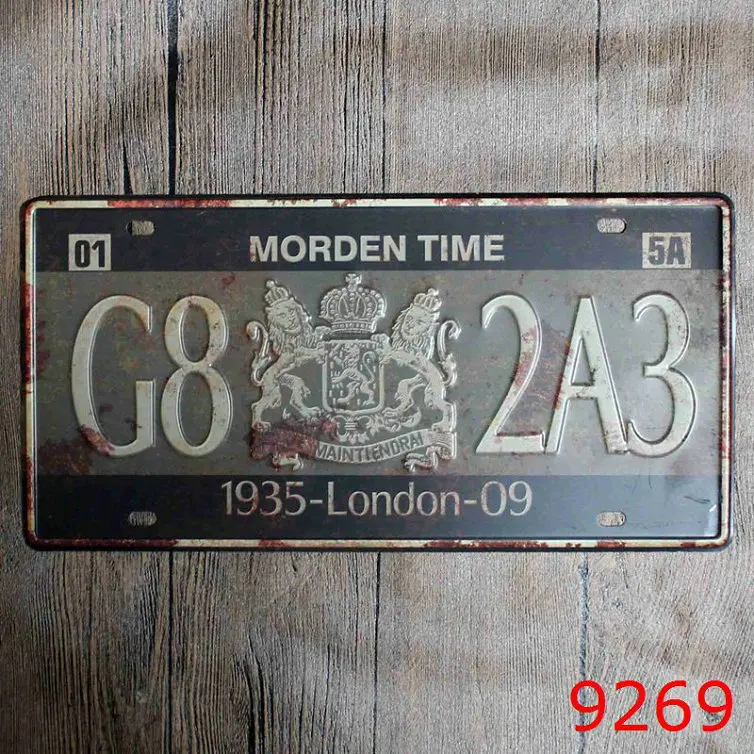 01 MORDEN TIME 5A
G8 2A3
MAINTIENDRAI
1935-London-09
9269